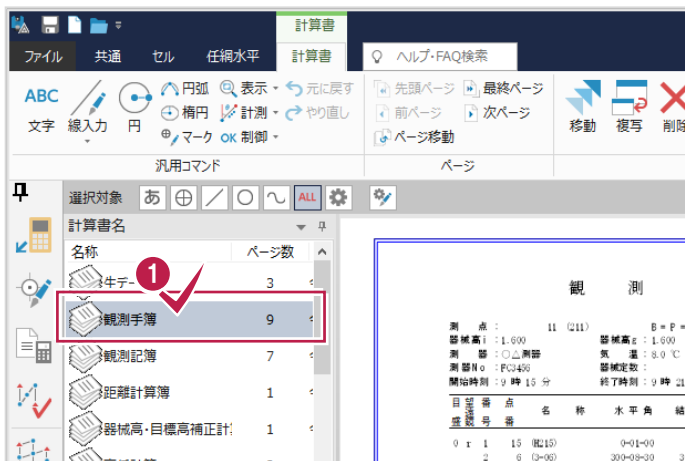 計算書
ファイル 共通 セル 任網水平 計算書 ヘルプ・FAQ検索
ABC 円弧 表示 元に戻す 先頭ページ 最終ページ
楕円 計測 やり直し 前ページ 次ページ
文字 線入力 円 マーク OK 制御 ページ移動 移動 複写 削除
汎用コマンド ページ
選択対象 あ ALL
計算書名
名称 ページ数
生デー 3
1
観測手簿 9
観測記簿 7
距離計算簿 1
器械高・目標高補正計 1
観 測
測 点 : 11 (211) B = P =
器械高i : 1.600 器械高g : 1.600
測 器 : ○△測器 気 温 : 8.0 ℃
測器No : FC3456 器械定数 :
開始時刻 : 9 時 15 分 終了時刻 : 9 時 21
目 望 番 点 名 称 水 平 角 結
盛 遠 鏡 号 番
0 r 1 15 (M215) 0-01-00
2 6 (3-06) 300-08-30 3